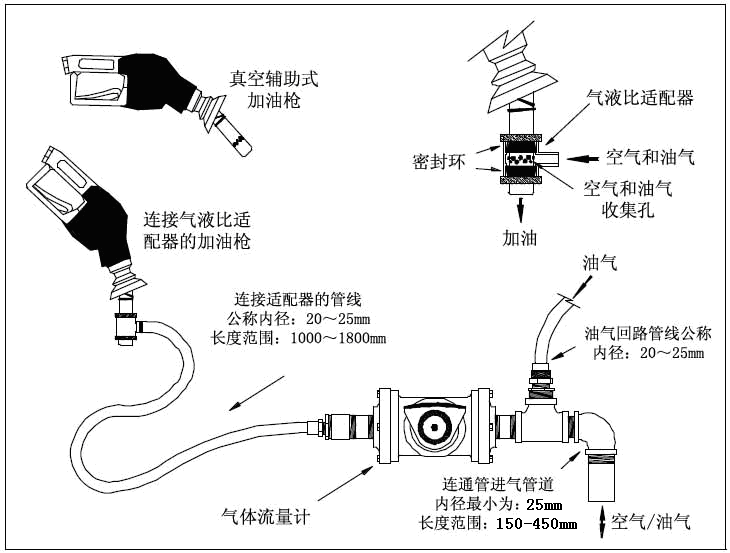 真空辅助式
加油枪
气液比适配器
密封环
空气和油气
空气和油气
收集孔
加油
连接气液比适
配器的加油枪
油气
连接适配器的管线
公称内径：20～25mm
长度范围：1000～1800mm
油气回路管线公称
内径：20～25mm
连通管进气管道
内径最小为：25mm
长度范围：150-450mm
气体流量计
空气/油气